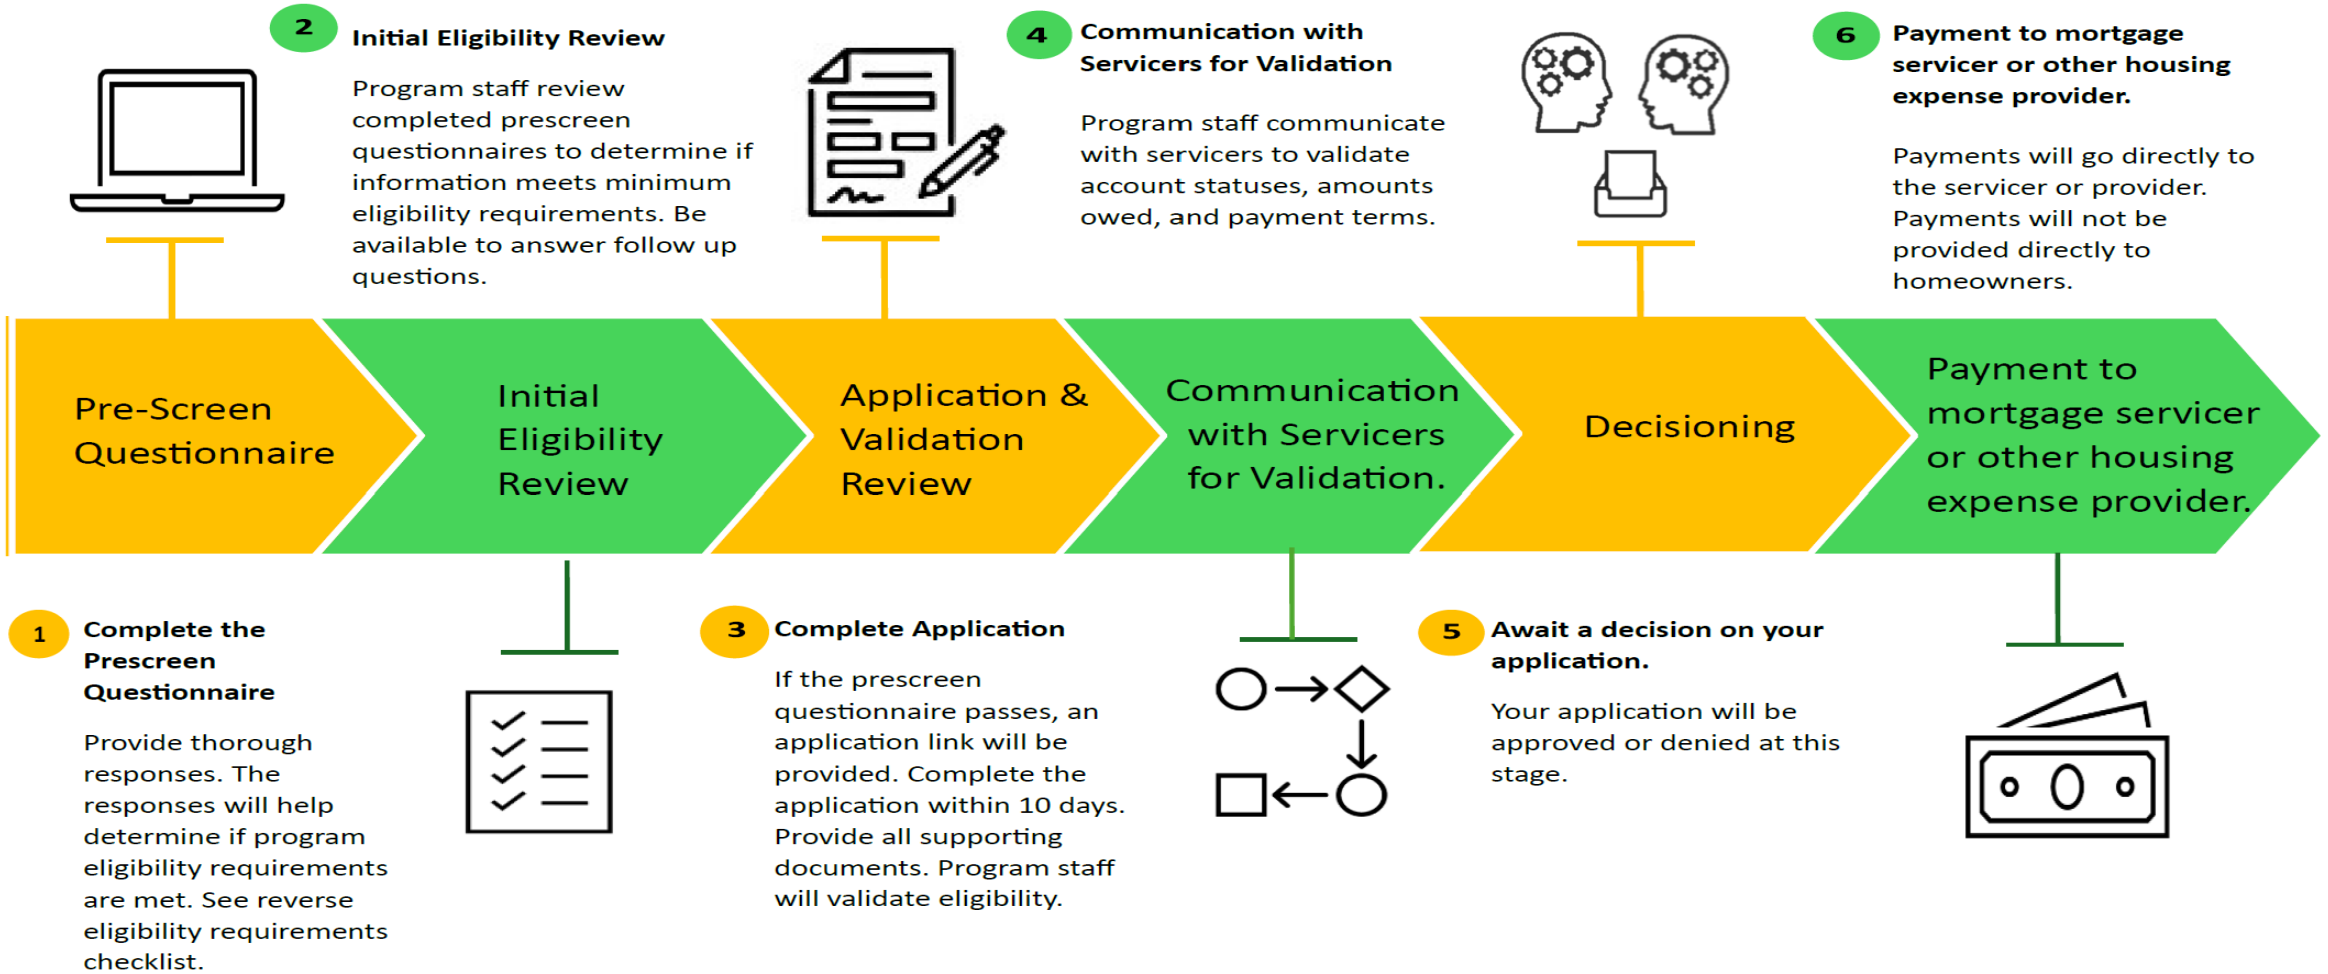 2
Initial Eligibility Review
Program staff review
completed prescreen
questionnaires to determine if
information meets minimum
eligibility requirements. Be
available to answer follow up
questions.
4
Communication with
Servicers for Validation
Program staff communicate
with servicers to validate
account statuses, amounts
owed, and payment terms.
6
Payment to mortgage
servicer or other housing
expense provider.
Payments will go directly to
the servicer or provider.
Payments will not be
provided directly to
homeowners.
Pre-Screen
Questionnaire
Initial
Eligibility
Review
Application &
Validation
Review
Communication
with Servicers
for Validation.
Decisioning
Payment to
mortgage servicer
or other housing
expense provider.
1
Complete the
Prescreen
Questionnaire
Provide thorough
responses. The
responses will help
determine if program
eligibility requirements
are met. See reverse
eligibility requirements
checklist.
3
Complete Application
If the prescreen
questionnaire passes, an
application link will be
provided. Complete the
application within 10 days.
Provide all supporting
documents. Program staff
will validate eligibility.
5
Await a decision on your
application.
Your application will be
approved or denied at this
stage.